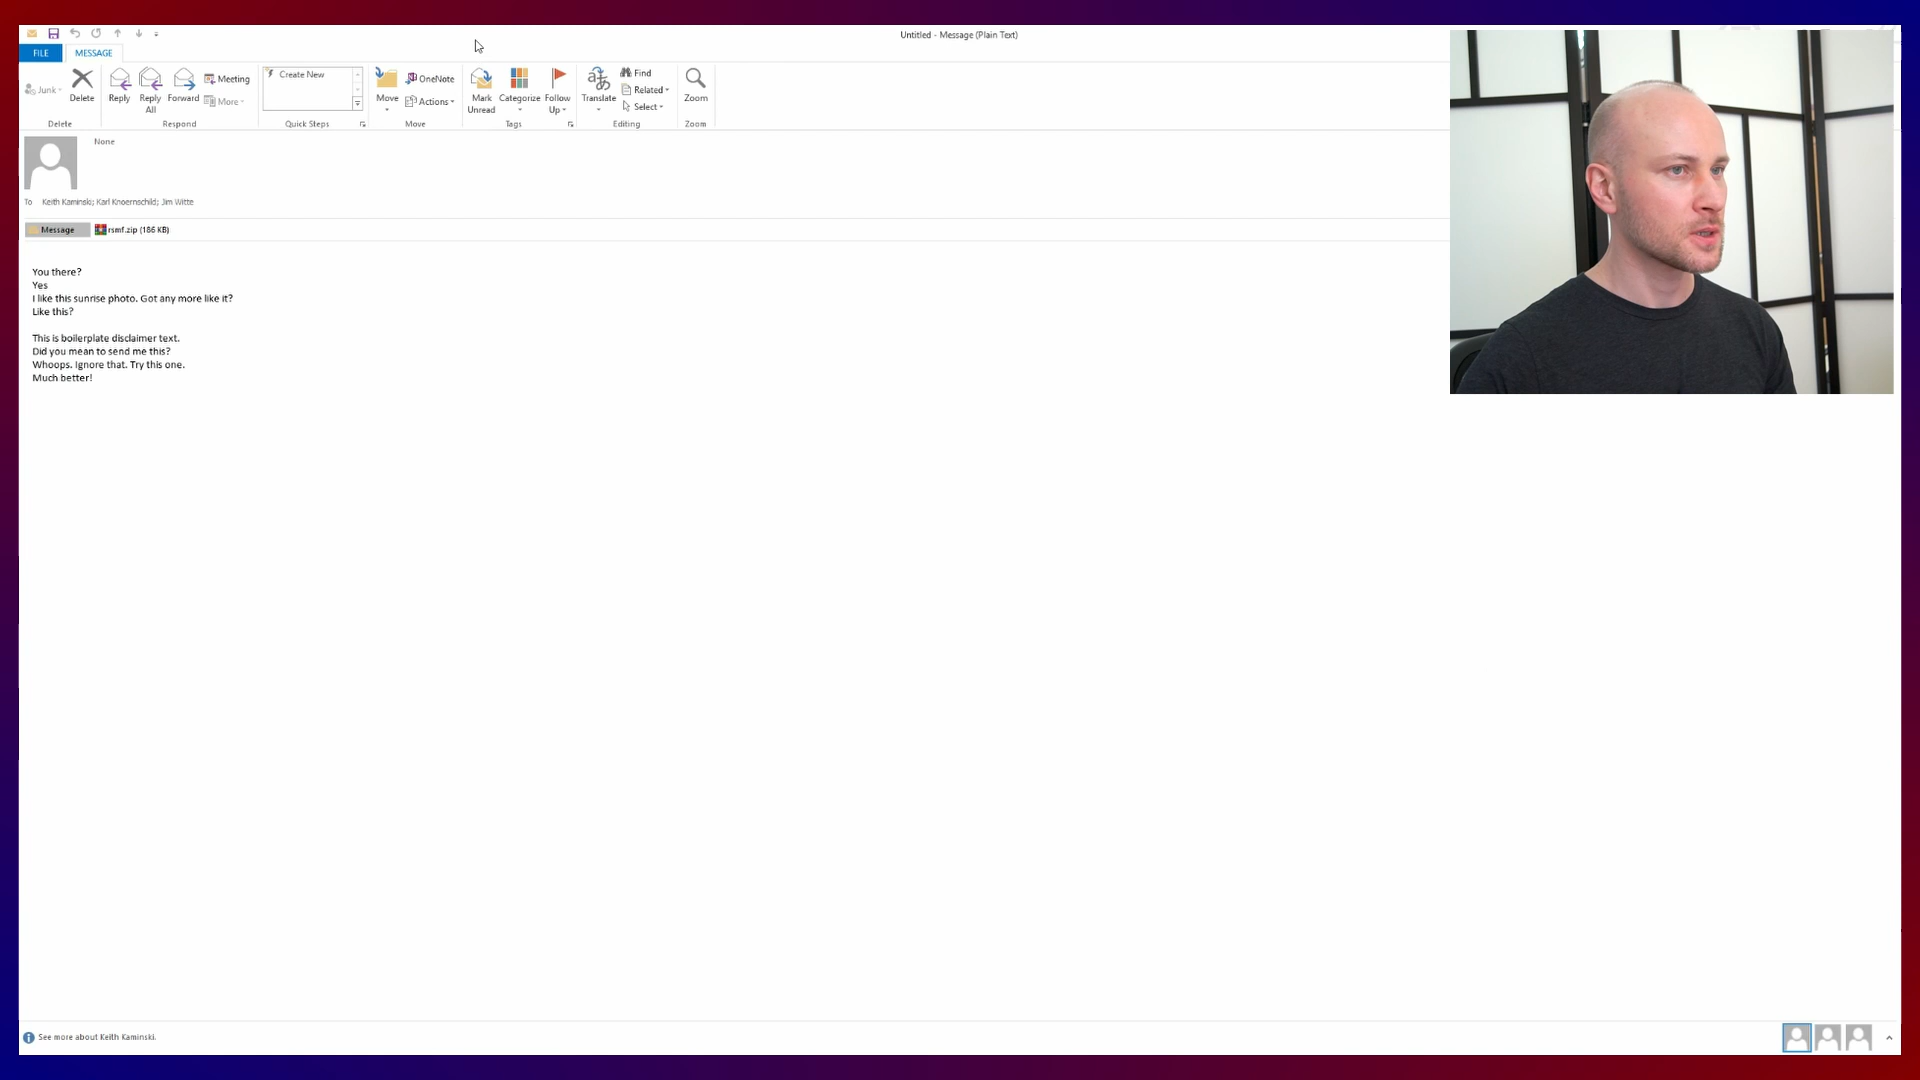 Untitled - Message (Plain Text)
FILE
MESSAGE
Junk
Delete
Reply
Reply All
Forward
Meeting
More
Create New
Move
OneNote
Actions
Mark Unread
Categorize
Follow Up
Translate
Find
Related
Select
Zoom
Delete
Respond
Quick Steps
Move
Tags
Editing
Zoom
None
To Keith Kaminski; Karl Knoernschild; Jim Witte
Message
rsmf.zip (186 KB)
You there?
Yes
I like this sunrise photo. Got any more like it?
Like this?
This is boilerplate disclaimer text.
Did you mean to send me this?
Whoops. Ignore that. Try this one.
Much better!
See more about Keith Kaminski.